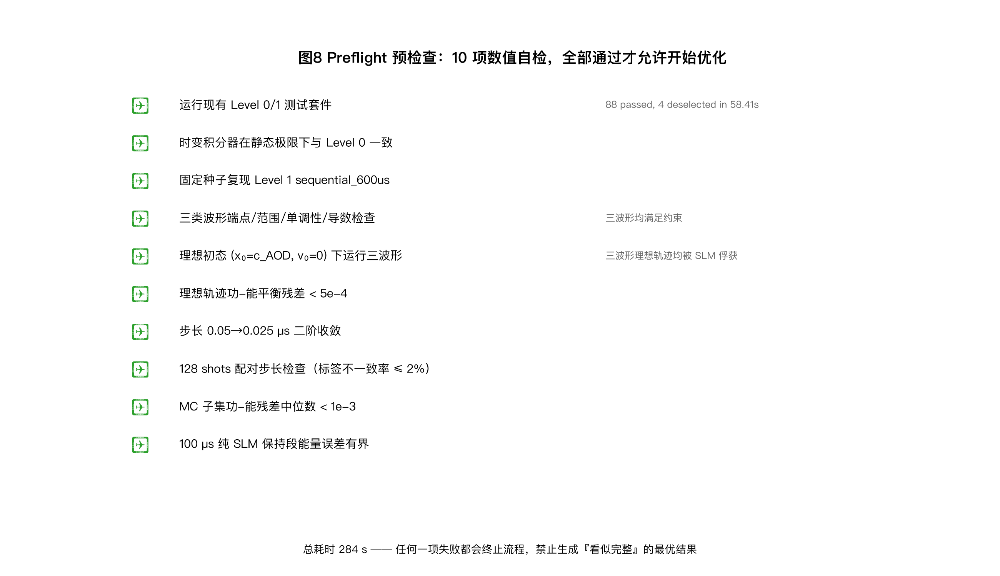 图8 Preflight 预检查：10 项数值自检，全部通过才允许开始优化
运行现有 Level 0/1 测试套件 88 passed, 4 deselected in 58.41s
时变积分器在静态极限下与 Level 0 一致
固定种子复现 Level 1 sequential_600us
三类波形端点/范围/单调性/导数检查 三波形均满足约束
理想初态 (x₀=c_AOD, v₀=0) 下运行三波形 三波形理想轨迹均被 SLM 俘获
理想轨迹功–能平衡残差 < 5e–4
步长 0.05→0.025 μs 二阶收敛
128 shots 配对步长检查（标签不一致率 ≤ 2%）
MC 子集功–能残差中位数 < 1e–3
100 μs 纯 SLM 保持段能量误差有界
总耗时 284 s —— 任何一项失败都会终止流程，禁止生成『看似完整』的最优结果